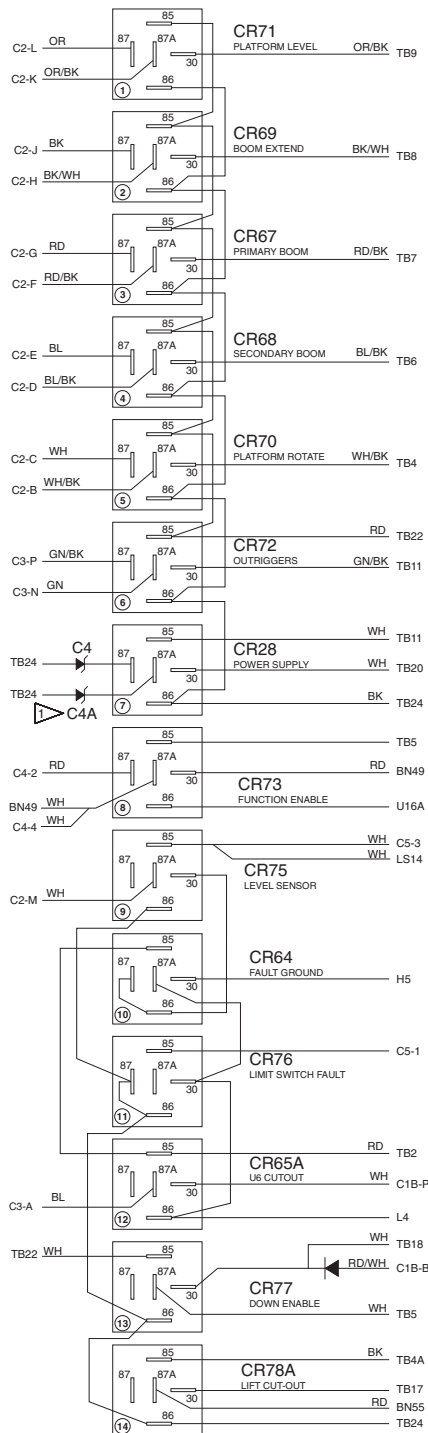 85
87 87A CR71
C2-L OR PLATFORM LEVEL OR/BK TB9
30
C2-K OR/BK 86
1
85
87 87A CR69
C2-J BK BOOM EXTEND BK/WH TB8
30
C2-H BK/WH 86
2
85
87 87A CR67
C2-G RD PRIMARY BOOM RD/BK TB7
30
C2-F RD/BK 86
3
85
87 87A CR68
C2-E BL SECONDARY BOOM BL/BK TB6
30
C2-D BL/BK 86
4
85
87 87A CR70
C2-C WH PLATFORM ROTATE WH/BK TB4
30
C2-B WH/BK 86
5
85 RD TB22
87 87A CR72
C3-P GN/BK OUTRIGGERS GN/BK TB11
30
C3-N GN 86
6
85 WH TB11
C4 87 87A CR28
TB24 POWER SUPPLY WH TB20
30
TB24 86 BK TB24
1 C4A 7
85 TB5
87 87A RD BN49
C4-2 RD 30 CR73
FUNCTION ENABLE
BN49 WH 86 U16A
8
C4-4 WH
85 WH C5-3
WH LS14
87 87A CR75
30 LEVEL SENSOR
C2-M WH 86
9
85
87 87A CR64
FAULT GROUND H5
30
86
10
85 C5-1
87 87A CR76
30 LIMIT SWITCH FAULT
86
11
85 RD TB2
87 87A CR65A
U6 CUTOUT WH C1B-P
30
C3-A BL 86 L4
12
WH TB18
TB22 WH 85
RD/WH C1B-B
87 87A
30 CR77
DOWN ENABLE WH TB5
86
13
85 BK TB4A
87 87A CR78A
LIFT CUT-OUT TB17
30
RD BN55
86 TB24
14